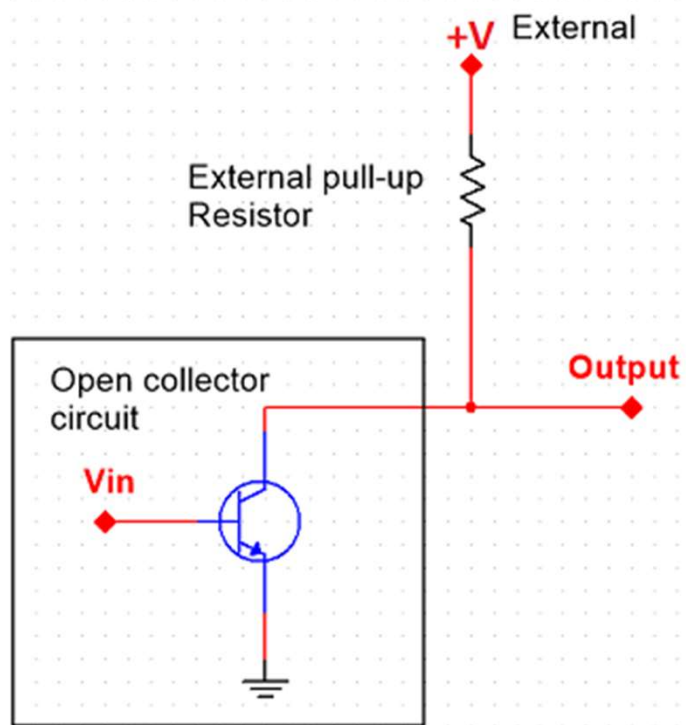 +V External
External pull-up
Resistor
Open collector
circuit
Output
Vin